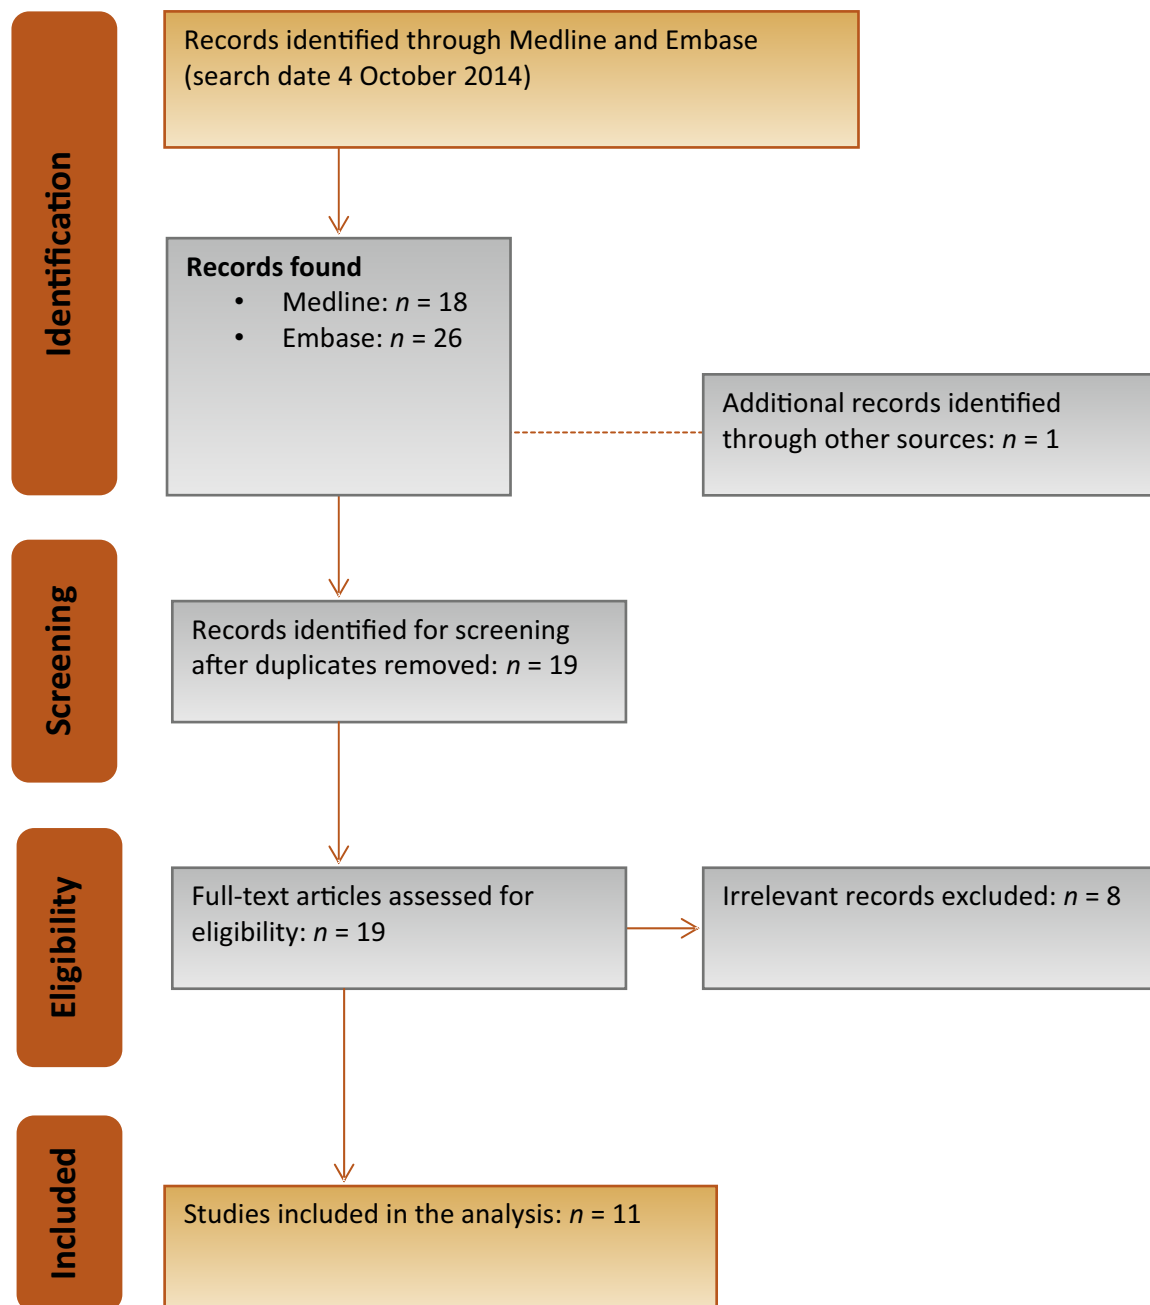 Identification
Records identified through Medline and Embase
(search date 4 October 2014)
Records found
• Medline: n = 18
• Embase: n = 26
Additional records identified
through other sources: n = 1
Screening
Records identified for screening
after duplicates removed: n = 19
Eligibility
Full-text articles assessed for
eligibility: n = 19
Irrelevant records excluded: n = 8
Included
Studies included in the analysis: n = 11